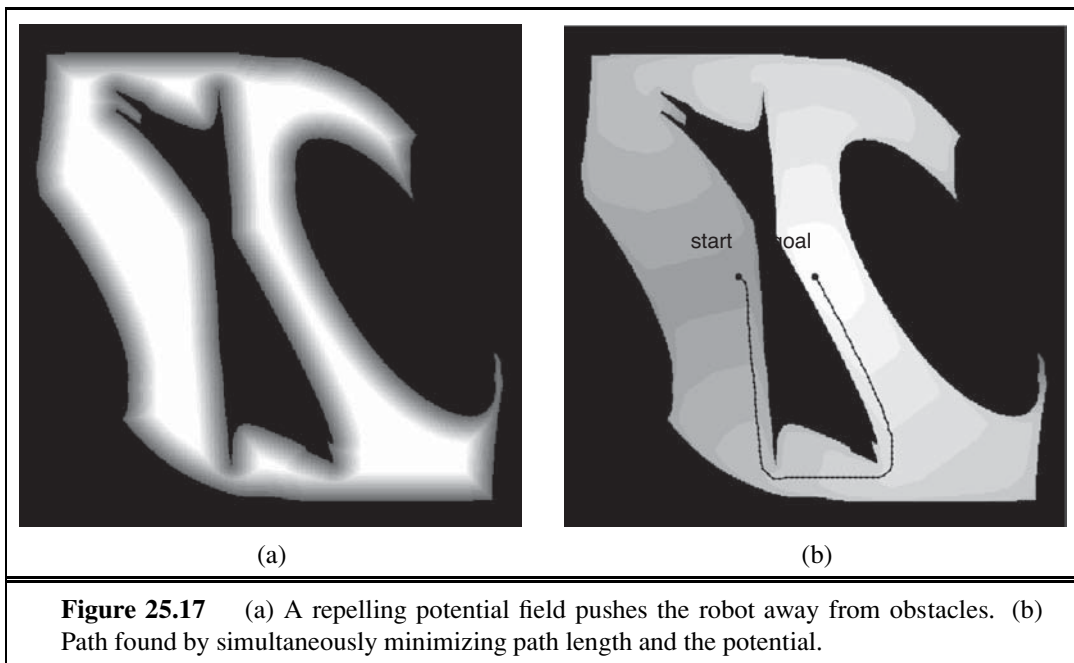 start goal
(a) (b)
Figure 25.17 (a) A repelling potential field pushes the robot away from obstacles. (b)
Path found by simultaneously minimizing path length and the potential.